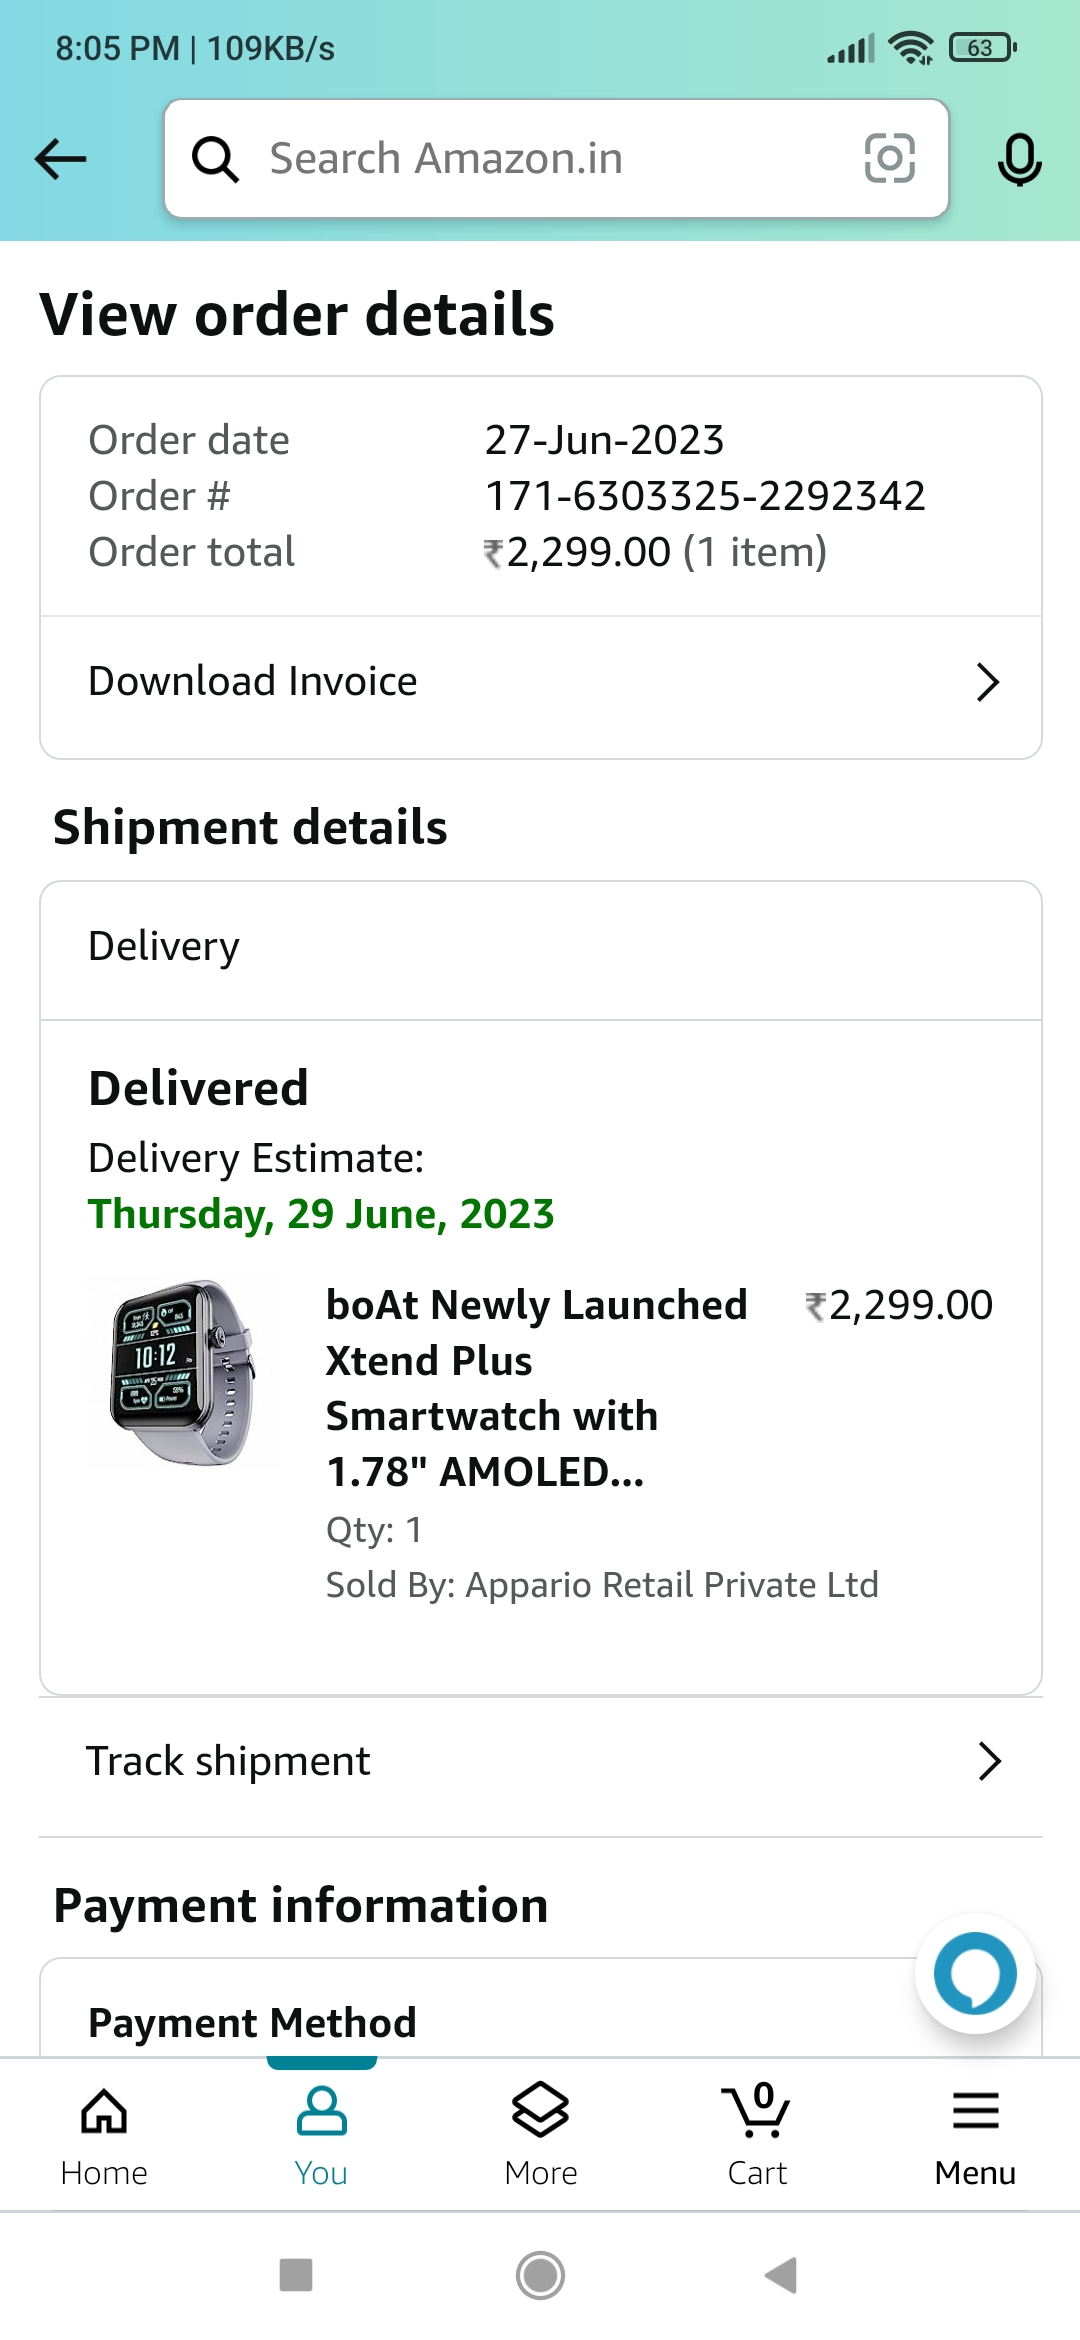 8:05 PM | 109KB/s
63
Search Amazon.in
View order details
Order date 27-Jun-2023
Order # 171-6303325-2292342
Order total ₹2,299.00 (1 item)
Download Invoice
Shipment details
Delivery
Delivered
Delivery Estimate:
Thursday, 29 June, 2023
10:12
boAt Newly Launched ₹2,299.00
Xtend Plus
Smartwatch with
1.78" AMOLED...
Qty: 1
Sold By: Appario Retail Private Ltd
Track shipment
Payment information
Payment Method
0
Home You More Cart Menu